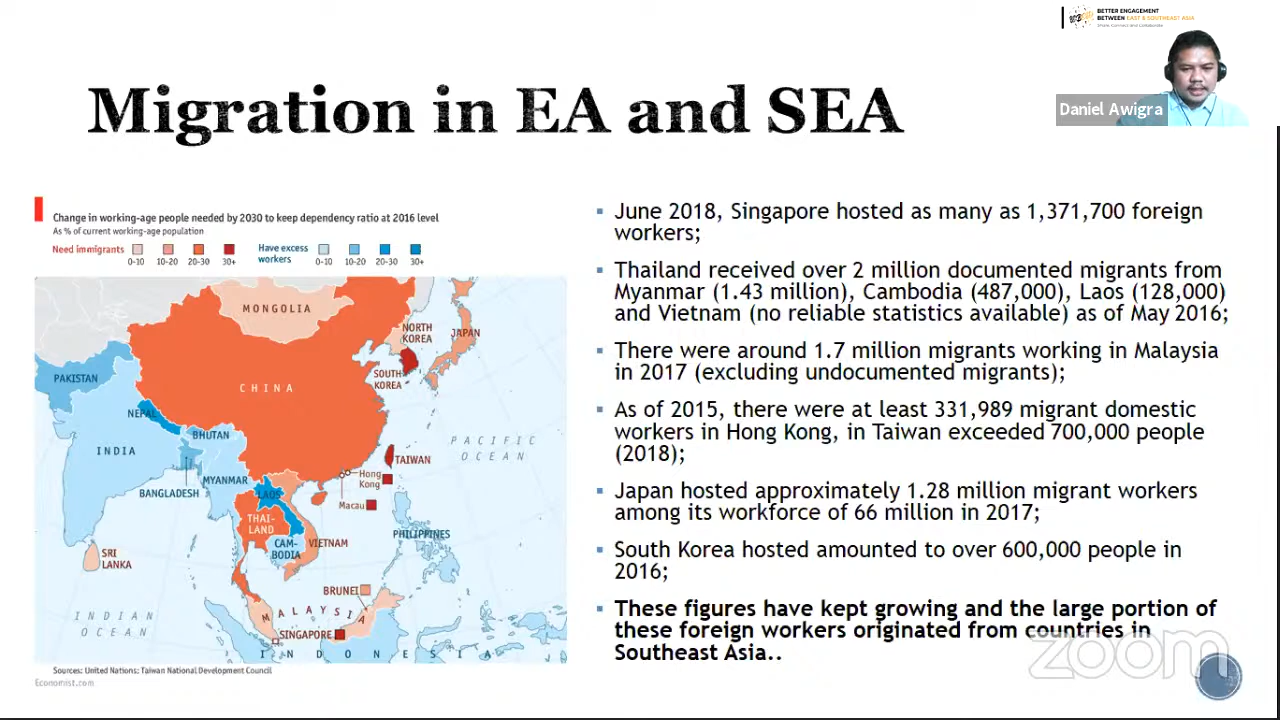 BETTER ENGAGEMENT
BETWEEN EAST & SOUTHEAST ASIA
Share, Connect and Collaborate
Daniel Awigra
Migration in EA and SEA
Change in working-age people needed by 2030 to keep dependency ratio at 2016 level
As % of current working-age population
Need immigrants
0-10 10-20 20-30 30+
Have excess workers
0-10 10-20 20-30 30+
MONGOLIA
NORTH KOREA
JAPAN
CHINA
SOUTH KOREA
PAKISTAN
NEPAL
BHUTAN
INDIA
PACIFIC OCEAN
TAIWAN
MYANMAR
Hong Kong
BANGLADESH
LAOS
Macau
THAI-
LAND
PHILIPPINES
CAM-
BODIA
VIETNAM
SRI LANKA
BRUNEI
MALAYSIA
INDIAN OCEAN
SINGAPORE
INDONESIA
Sources: United Nations; Taiwan National Development Council
Economist.com
June 2018, Singapore hosted as many as 1,371,700 foreign
workers;
Thailand received over 2 million documented migrants from
Myanmar (1.43 million), Cambodia (487,000), Laos (128,000)
and Vietnam (no reliable statistics available) as of May 2016;
There were around 1.7 million migrants working in Malaysia
in 2017 (excluding undocumented migrants);
As of 2015, there were at least 331,989 migrant domestic
workers in Hong Kong, in Taiwan exceeded 700,000 people
(2018);
Japan hosted approximately 1.28 million migrant workers
among its workforce of 66 million in 2017;
South Korea hosted amounted to over 600,000 people in
2016;
These figures have kept growing and the large portion of
these foreign workers originated from countries in
Southeast Asia..
zoom